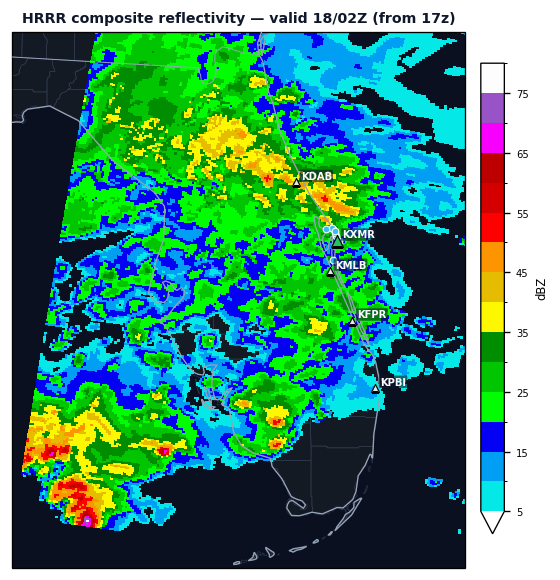 HRRR composite reflectivity — valid 18/02Z (from 17z)
KDAB
KXMR
KMLB
KFPR
KPBI
75
65
55
45
35
25
15
5
dBZ